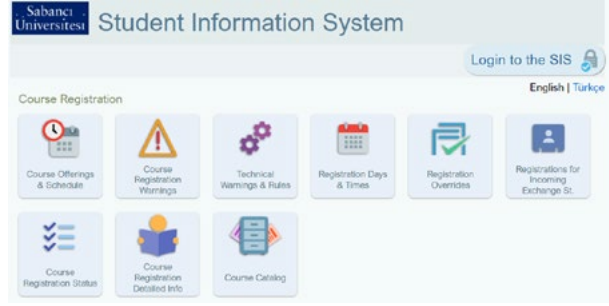 Sabancı
Üniversitesi
Student Information System
Login to the SIS
English | Türkçe
Course Registration
Course Offerings
& Schedule
Course
Registration
Warnings
Technical
Warnings & Rules
Registration Days
& Times
Registration
Overrides
Registrations for
Incoming
Exchange St.
Course
Registration Status
Course
Registration
Detailed Info
Course Catalog